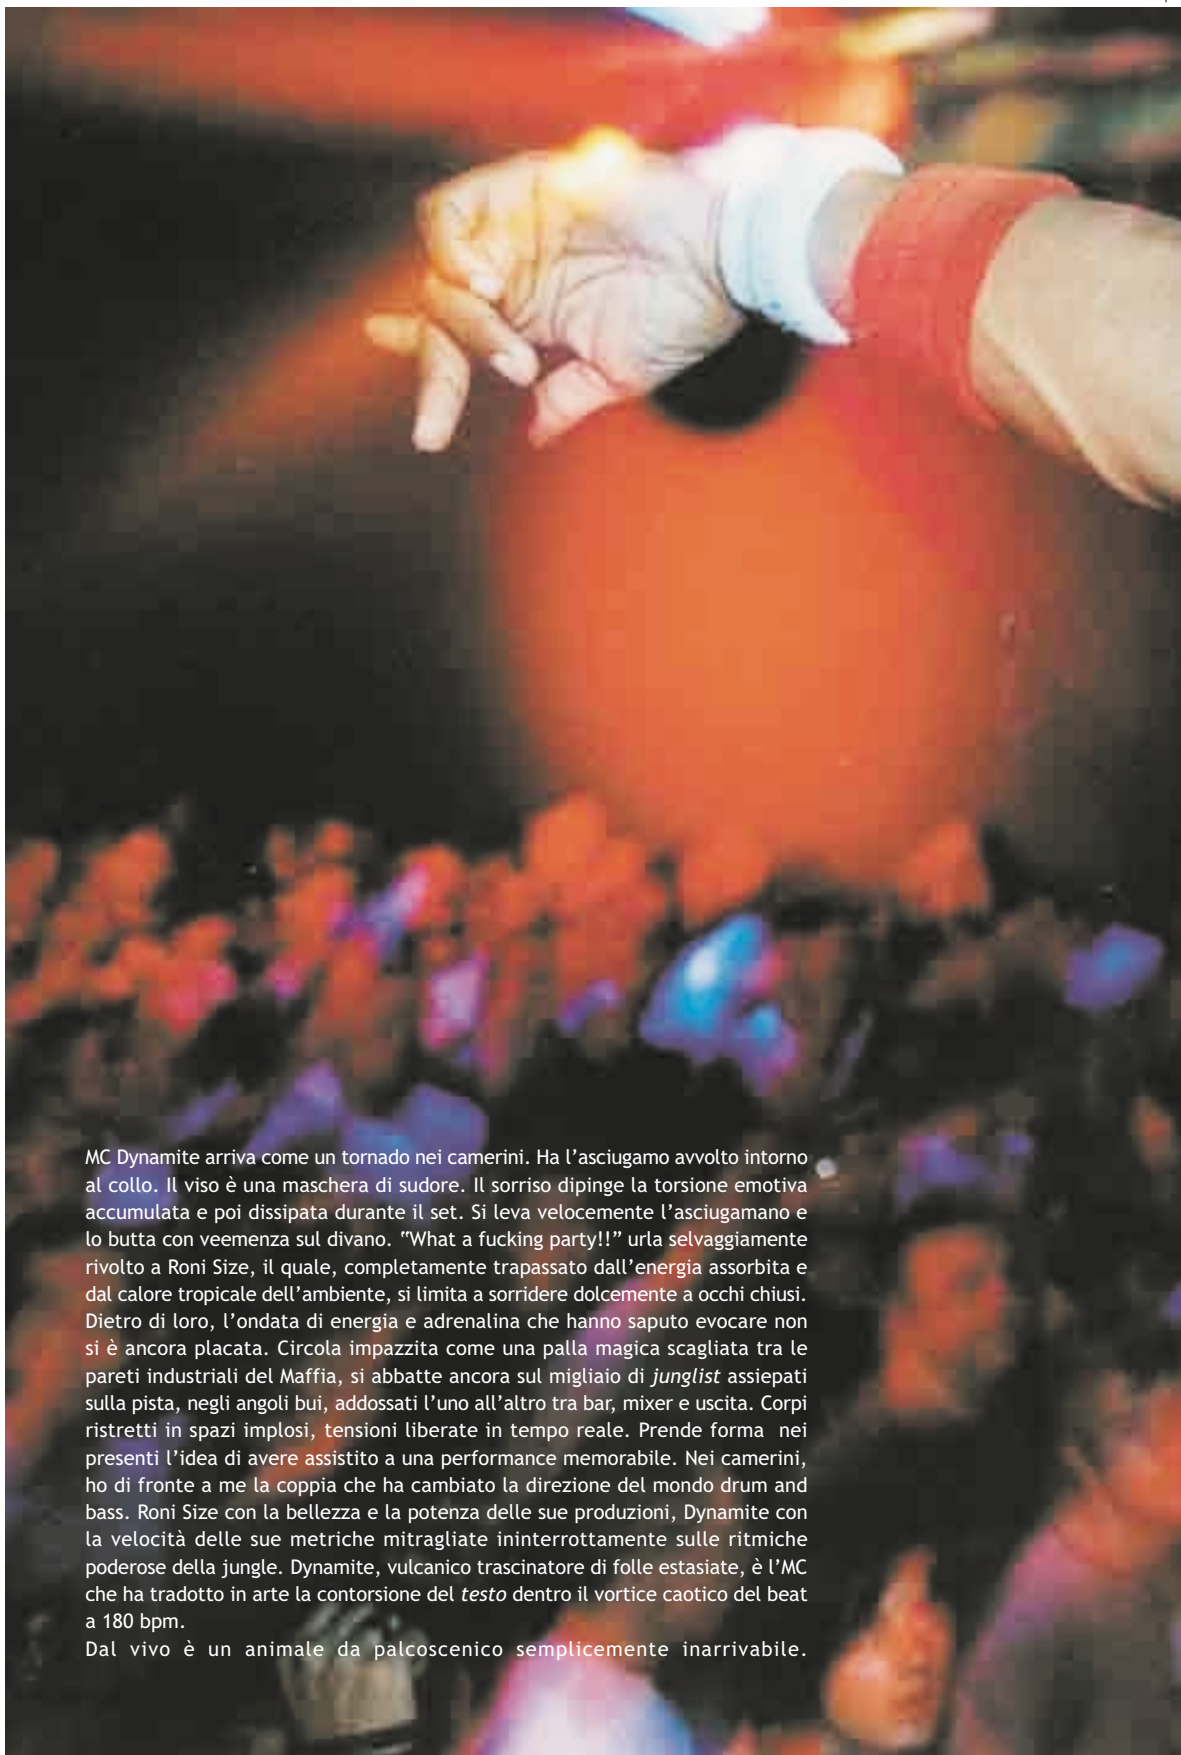 MC Dynamite arriva come un tornado nei camerini. Ha l’asciugamo avvolto intorno
al collo. Il viso è una maschera di sudore. Il sorriso dipinge la torsione emotiva
accumulata e poi dissipata durante il set. Si leva velocemente l’asciugamano e
lo butta con veemenza sul divano. “What a fucking party!!” urla selvaggiamente
rivolto a Roni Size, il quale, completamente trapassato dall’energia assorbita e
dal calore tropicale dell’ambiente, si limita a sorridere dolcemente a occhi chiusi.
Dietro di loro, l’ondata di energia e adrenalina che hanno saputo evocare non
si è ancora placata. Circola impazzita come una palla magica scagliata tra le
pareti industriali del Maffia, si abbatte ancora sul migliaio di junglist assiepati
sulla pista, negli angoli bui, addossati l’uno all’altro tra bar, mixer e uscita. Corpi
ristretti in spazi implosi, tensioni liberate in tempo reale. Prende forma nei
presenti l’idea di avere assistito a una performance memorabile. Nei camerini,
ho di fronte a me la coppia che ha cambiato la direzione del mondo drum and
bass. Roni Size con la bellezza e la potenza delle sue produzioni, Dynamite con
la velocità delle sue metriche mitragliate ininterrottamente sulle ritmiche
poderose della jungle. Dynamite, vulcanico trascinatore di folle estasiate, è l’MC
che ha tradotto in arte la contorsione del testo dentro il vortice caotico del beat
a 180 bpm.
Dal vivo è un animale da palcoscenico semplicemente inarrivabile.